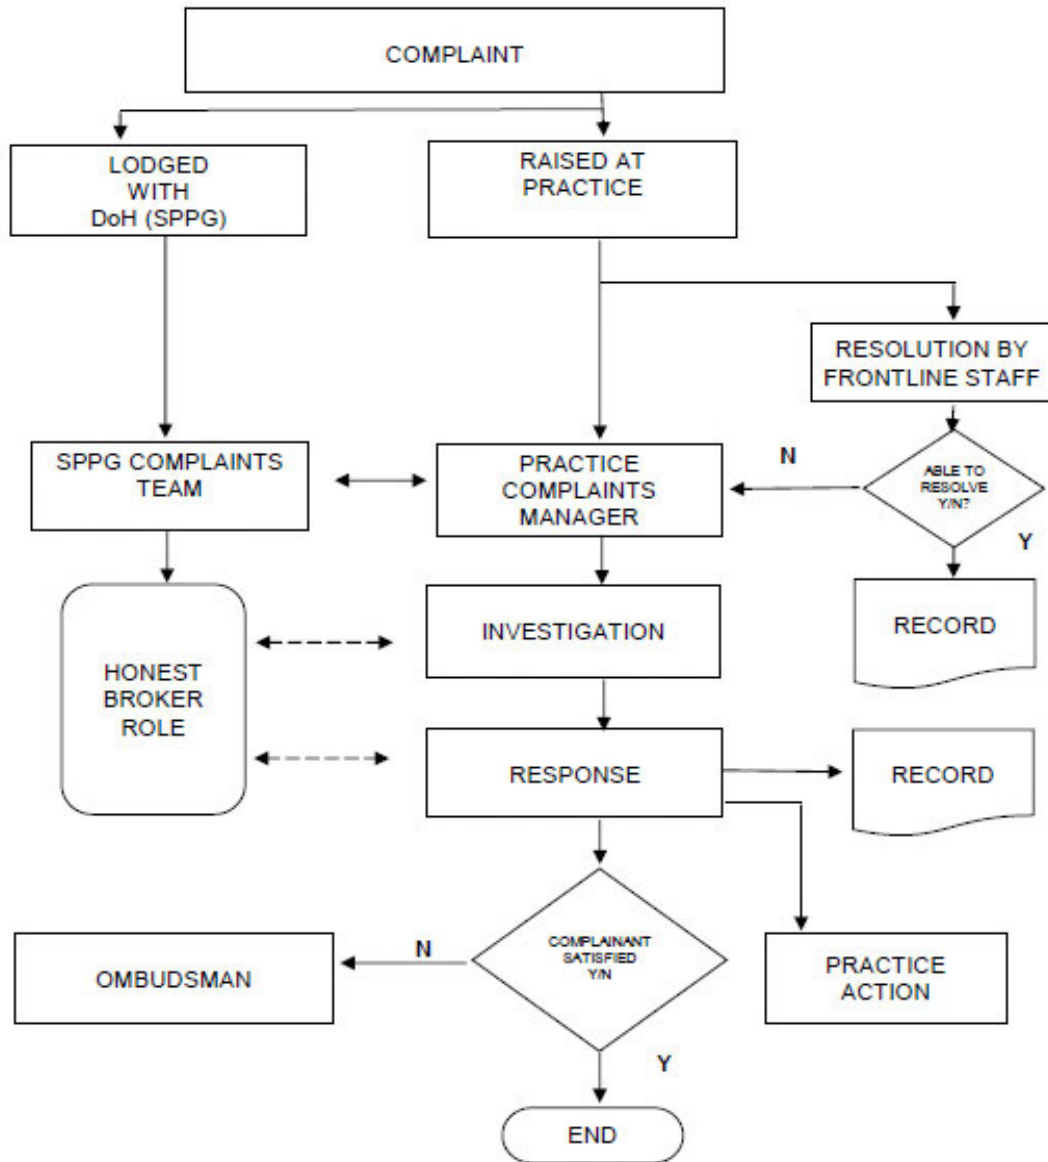 COMPLAINT
LODGED
WITH
DoH (SPPG)
RAISED AT
PRACTICE
RESOLUTION BY
FRONTLINE STAFF
SPPG COMPLAINTS
TEAM
PRACTICE
COMPLAINTS
MANAGER
N
ABLE TO
RESOLVE
Y/N?
Y
HONEST
BROKER
ROLE
INVESTIGATION
RECORD
RESPONSE
RECORD
OMBUDSMAN
N
COMPLAINANT
SATISFIED
Y/N
PRACTICE
ACTION
Y
END